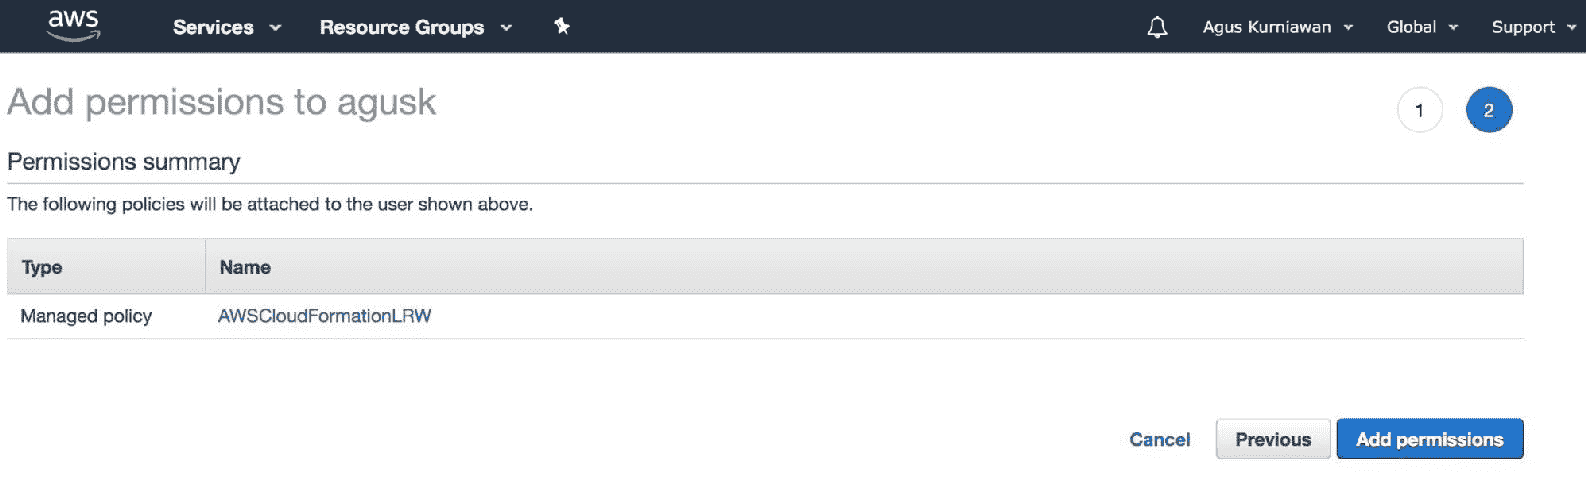 aws Services Resource Groups Agus Kurniawan Global Support
Add permissions to agusk 1 2
Permissions summary
The following policies will be attached to the user shown above.
Type Name
Managed policy AWSCloudFormationLRW
Cancel Previous Add permissions